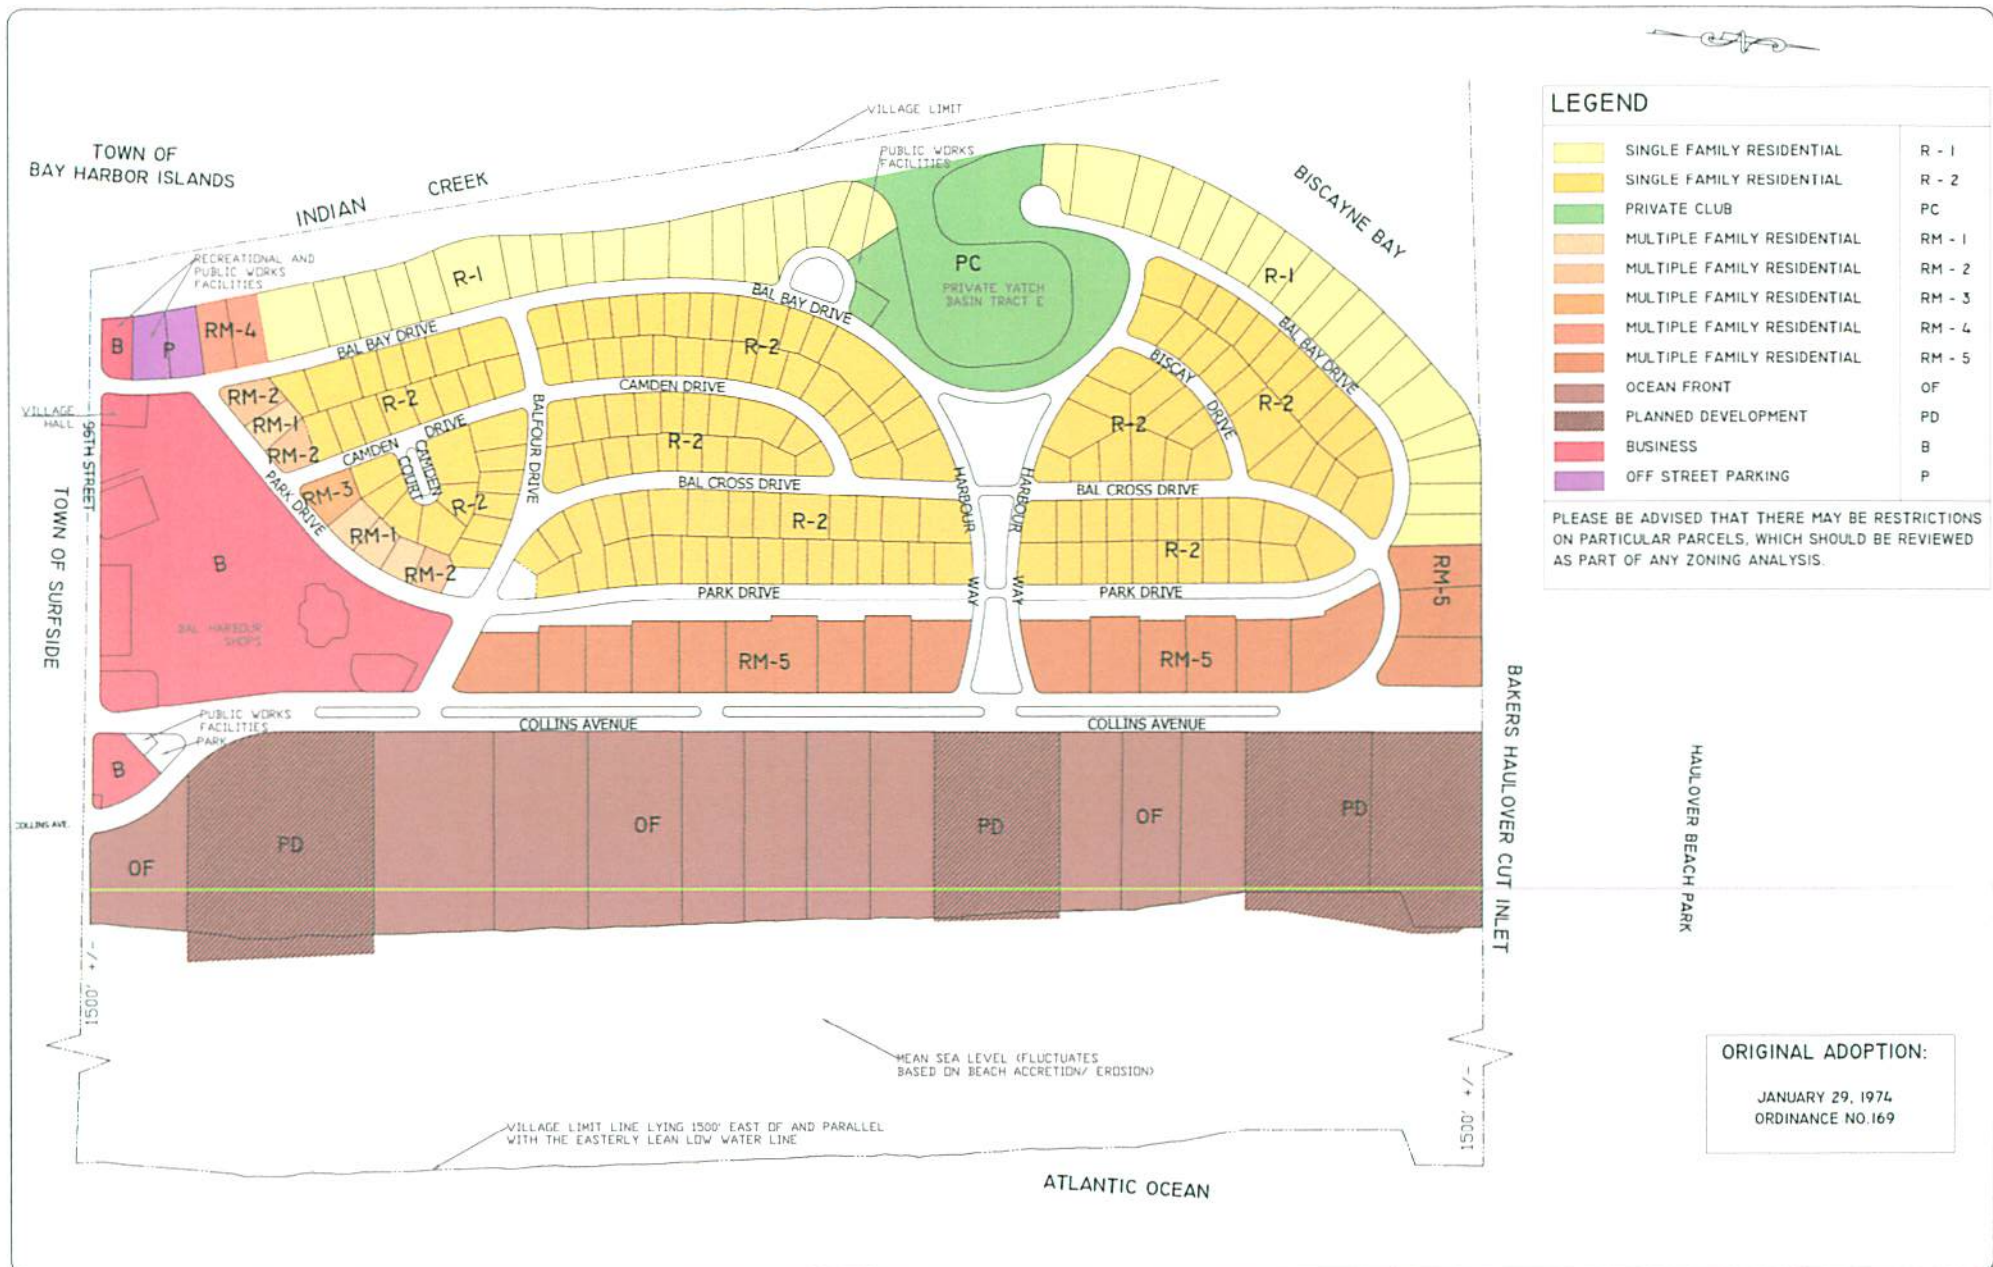 TOWN OF
BAY HARBOR ISLANDS
INDIAN
CREEK
VILLAGE LIMIT
PUBLIC WORKS
FACILITIES
BISCAYNE BAY
LEGEND
SINGLE FAMILY RESIDENTIAL R - 1
SINGLE FAMILY RESIDENTIAL R - 2
PRIVATE CLUB PC
MULTIPLE FAMILY RESIDENTIAL RM - 1
MULTIPLE FAMILY RESIDENTIAL RM - 2
MULTIPLE FAMILY RESIDENTIAL RM - 3
MULTIPLE FAMILY RESIDENTIAL RM - 4
MULTIPLE FAMILY RESIDENTIAL RM - 5
OCEAN FRONT OF
PLANNED DEVELOPMENT PD
BUSINESS B
OFF STREET PARKING P
PLEASE BE ADVISED THAT THERE MAY BE RESTRICTIONS
ON PARTICULAR PARCELS, WHICH SHOULD BE REVIEWED
AS PART OF ANY ZONING ANALYSIS.
RECREATIONAL AND
PUBLIC WORKS
FACILITIES
R-1
PC
PRIVATE YATCH
BASIN TRACT E
R-1
B
P
RM-4
BAL BAY DRIVE
BAL BAY DRIVE
BAL BAY DRIVE
R-2
BISCAY
DRIVE
R-2
R-2
CAMDEN DRIVE
RM-2
RM-1
RM-2
R-2
CAMDEN
DRIVE
CAMDEN
COURT
BALFOUR DRIVE
R-2
VILLAGE
HALL
96TH STREET
TOWN OF SURFSIDE
PARK DRIVE
RM-3
RM-1
RM-2
R-2
BAL CROSS DRIVE
BAL CROSS DRIVE
HARBOUR
WAY
HARBOUR
WAY
R-2
R-2
PARK DRIVE
PARK DRIVE
RM-5
B
BAL HARBOUR
SHOPS
RM-5
RM-5
PUBLIC WORKS
FACILITIES
PARK
COLLINS AVENUE
COLLINS AVENUE
B
COLLINS AVE.
OF
PD
OF
PD
OF
PD
BAKERS HAULOVER CUT INLET
HAULOVER BEACH PARK
1500' +/-
1500' +/-
MEAN SEA LEVEL (FLUCTUATES
BASED ON BEACH ACCRETION/ EROSION)
VILLAGE LIMIT LINE LYING 1500' EAST OF AND PARALLEL
WITH THE EASTERLY LEAN LOW WATER LINE
ATLANTIC OCEAN
ORIGINAL ADOPTION:
JANUARY 29, 1974
ORDINANCE NO.169